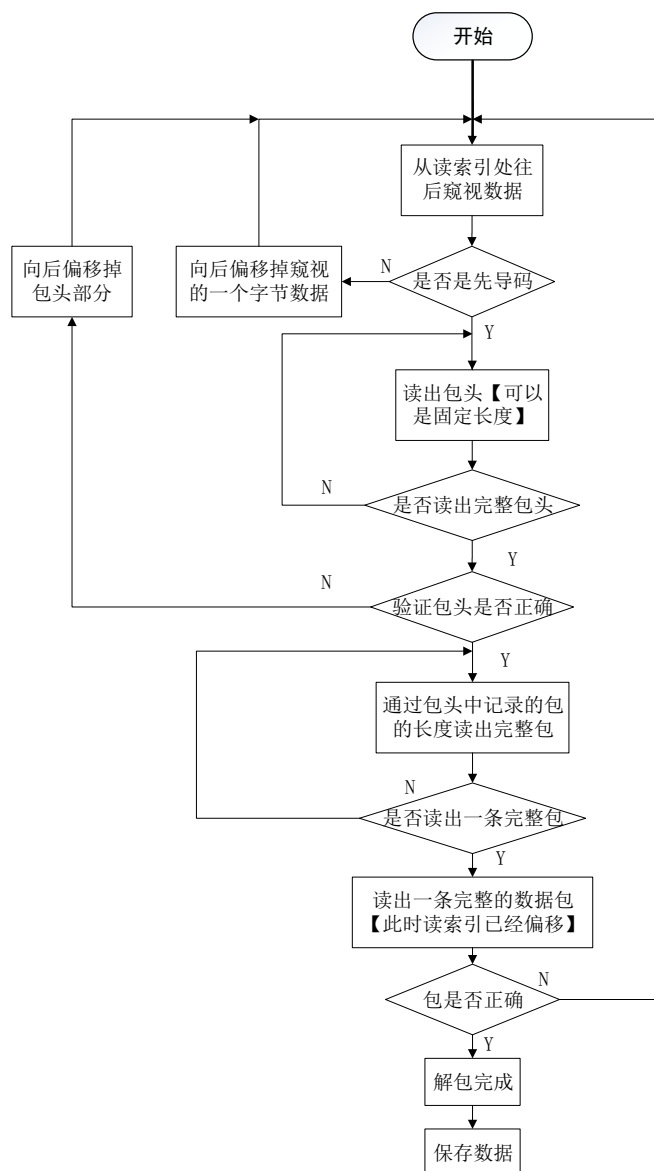 开始
从读索引处往
后窥视数据
向后偏移掉
包头部分
向后偏移掉窥视
的一个字节数据
N
是否是先导码
Y
读出包头【可以
是固定长度】
N
是否读出完整包头
Y
N
验证包头是否正确
Y
通过包头中记录的包
的长度读出完整包
N
是否读出一条完整包
Y
读出一条完整的数据包
【此时读索引已经偏移】
包是否正确
N
Y
解包完成
保存数据